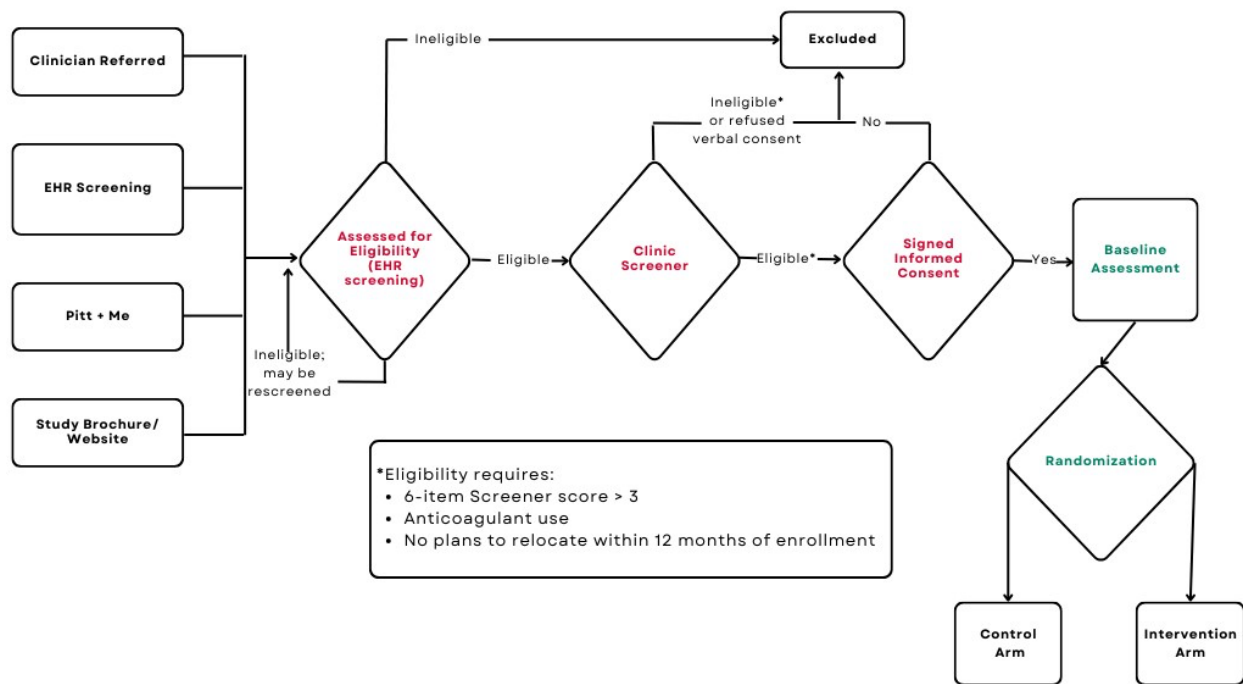 Clinician Referred
EHR Screening
Pitt + Me
Study Brochure/
Website
Ineligible
Excluded
Ineligible*
or refused
verbal consent
No
Assessed for
Eligibility
(EHR
screening)
Eligible
Clinic
Screener
Eligible*
Signed
Informed
Consent
Yes
Baseline
Assessment
Ineligible;
may be
rescreened
Randomization
*Eligibility requires:
• 6-item Screener score > 3
• Anticoagulant use
• No plans to relocate within 12 months of enrollment
Control
Arm
Intervention
Arm